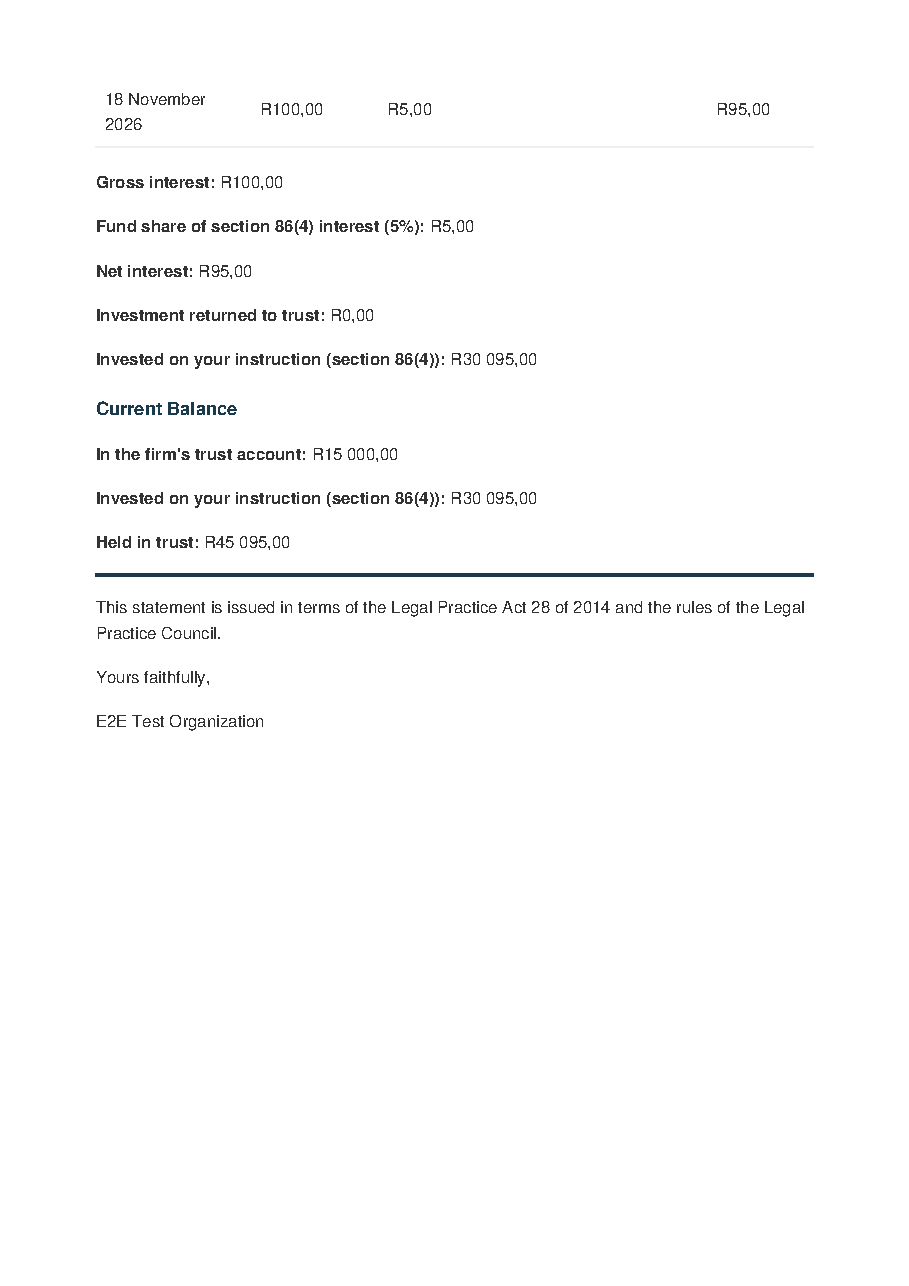 18 November
2026
R100,00 R5,00 R95,00
Gross interest: R100,00
Fund share of section 86(4) interest (5%): R5,00
Net interest: R95,00
Investment returned to trust: R0,00
Invested on your instruction (section 86(4)): R30 095,00
Current Balance
In the firm's trust account: R15 000,00
Invested on your instruction (section 86(4)): R30 095,00
Held in trust: R45 095,00
This statement is issued in terms of the Legal Practice Act 28 of 2014 and the rules of the Legal
Practice Council.
Yours faithfully,
E2E Test Organization